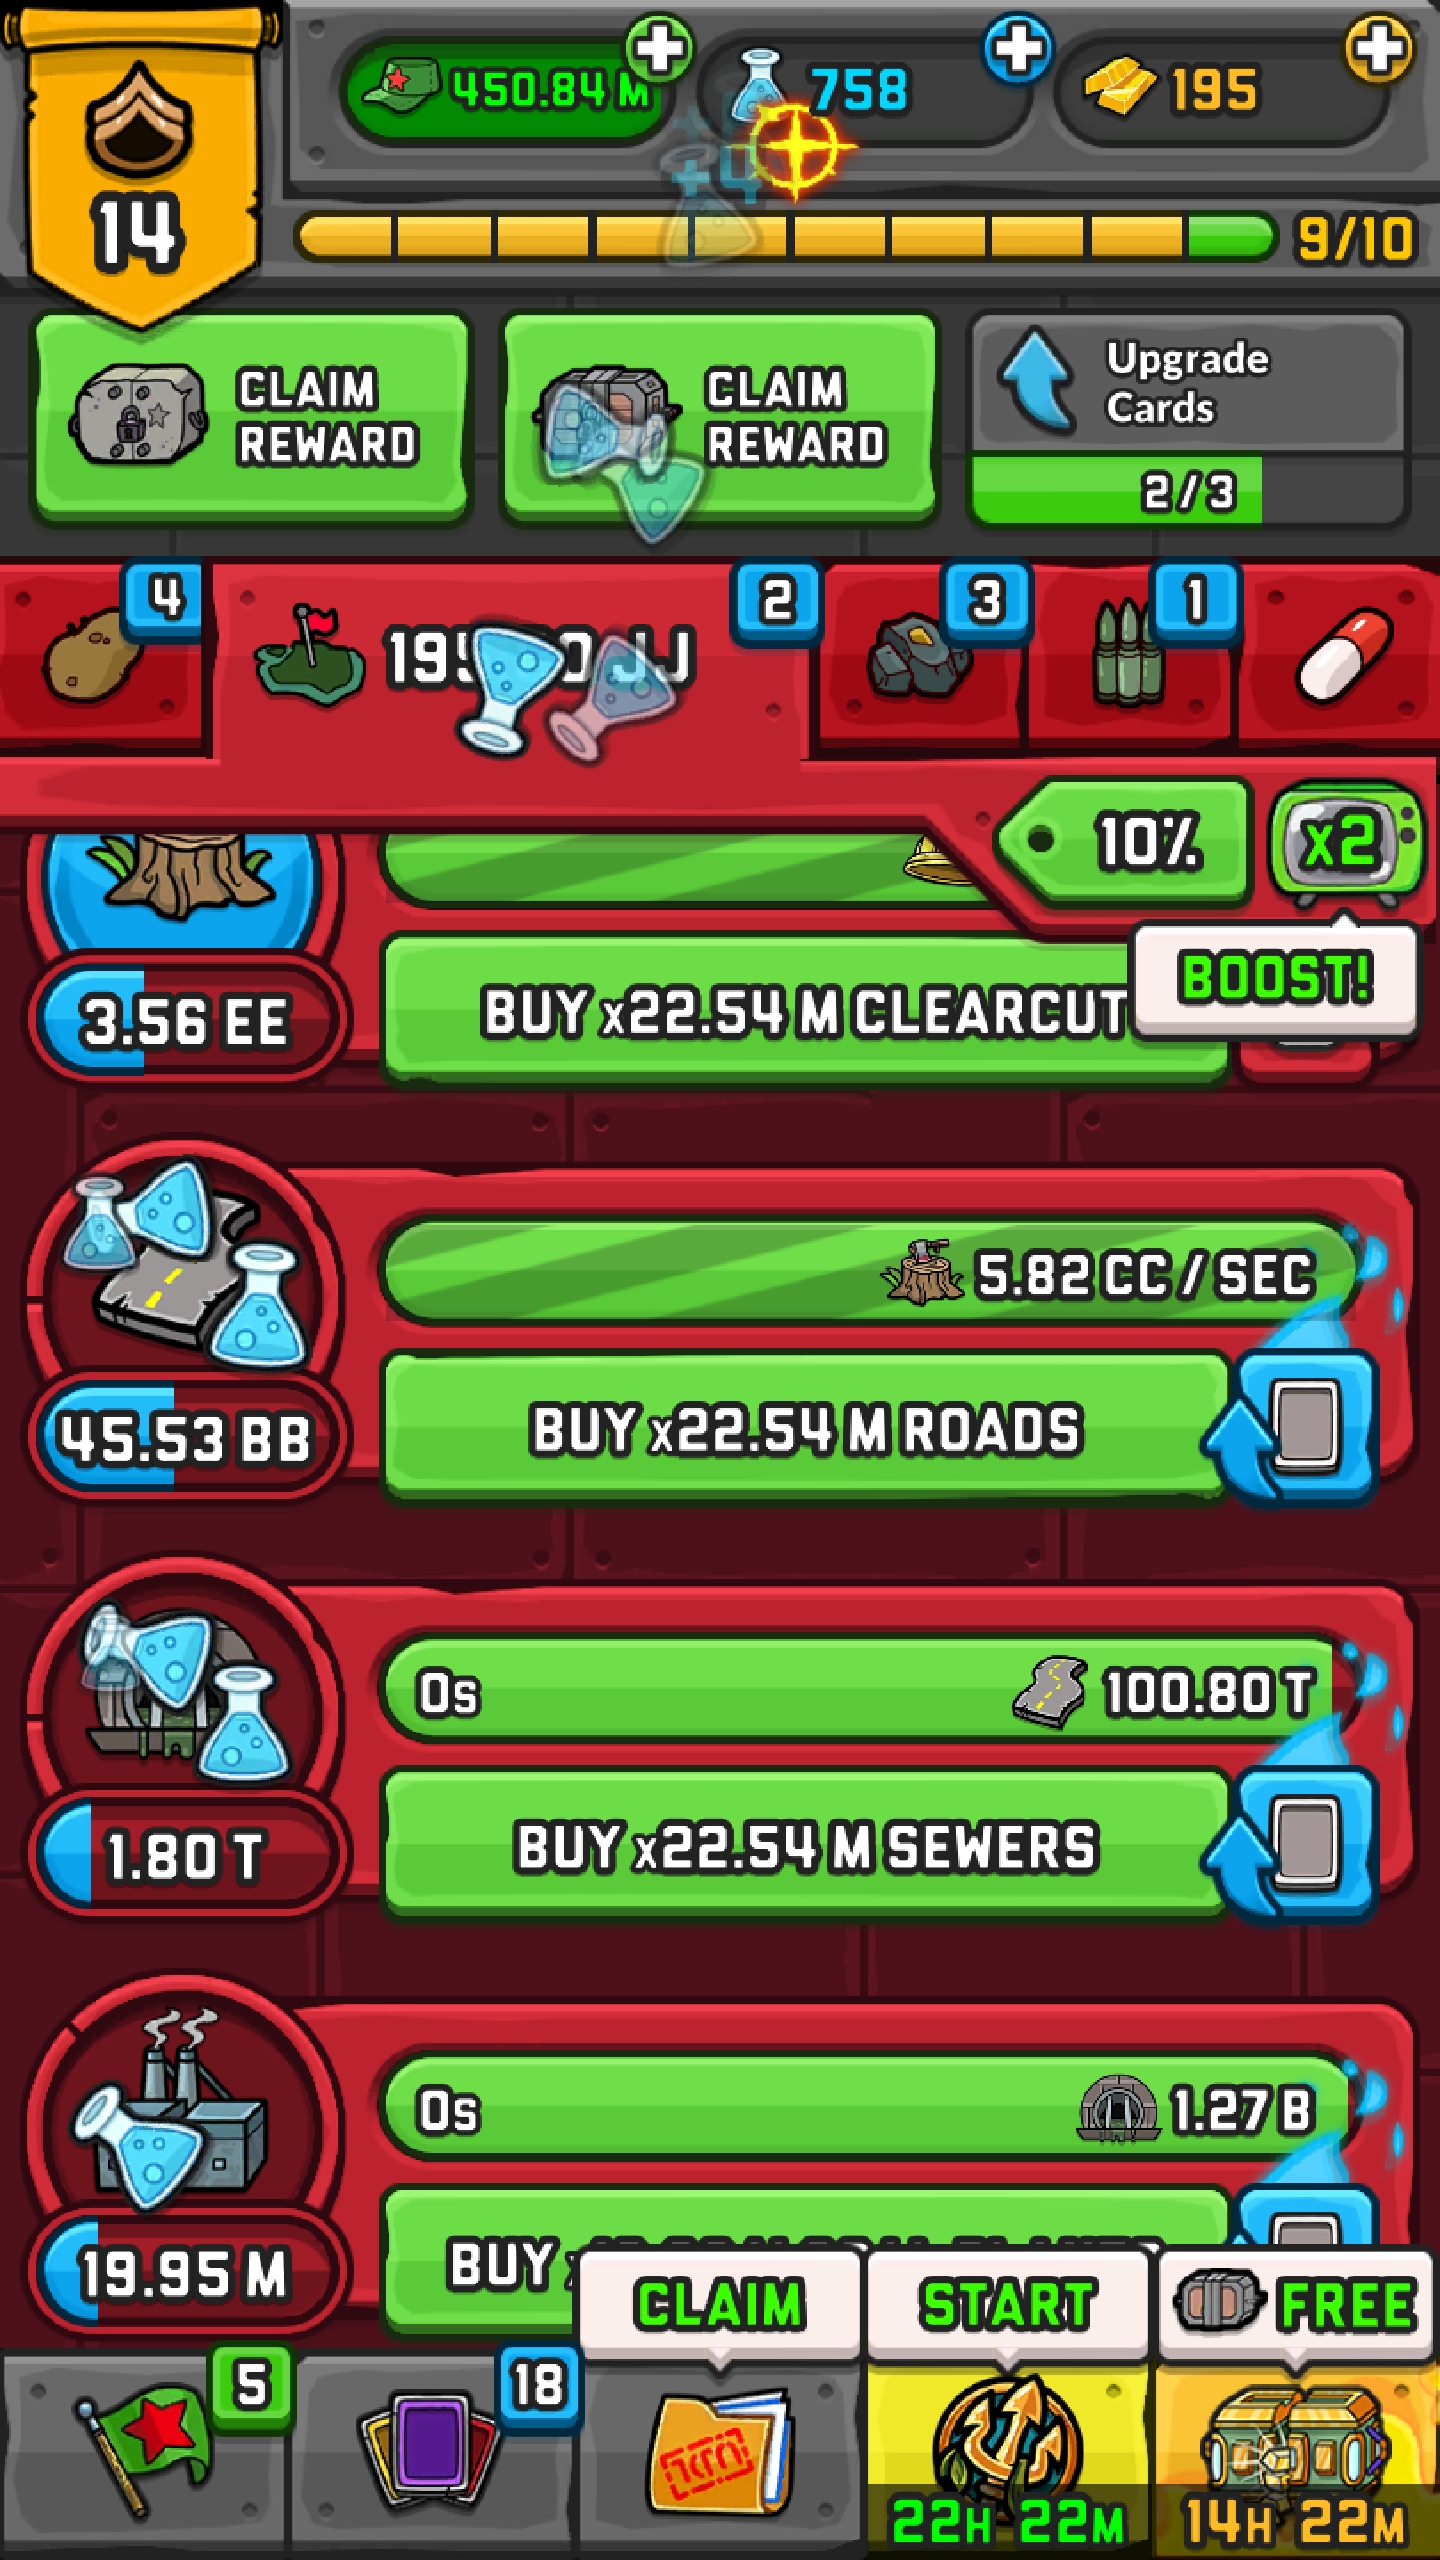 450.84 M
758
195
+4
14
9/10
CLAIM
REWARD
CLAIM
REWARD
Upgrade
Cards
2/3
4
2
3
1
10%
x2
BOOST!
3.56 EE
BUY x22.54 M CLEARCUT
5.82 CC / SEC
45.53 BB
BUY x22.54 M ROADS
0s
100.80 T
1.80 T
BUY x22.54 M SEWERS
0s
1.27 B
19.95 M
BUY
CLAIM
START
FREE
5
18
22H 22M
14H 22M